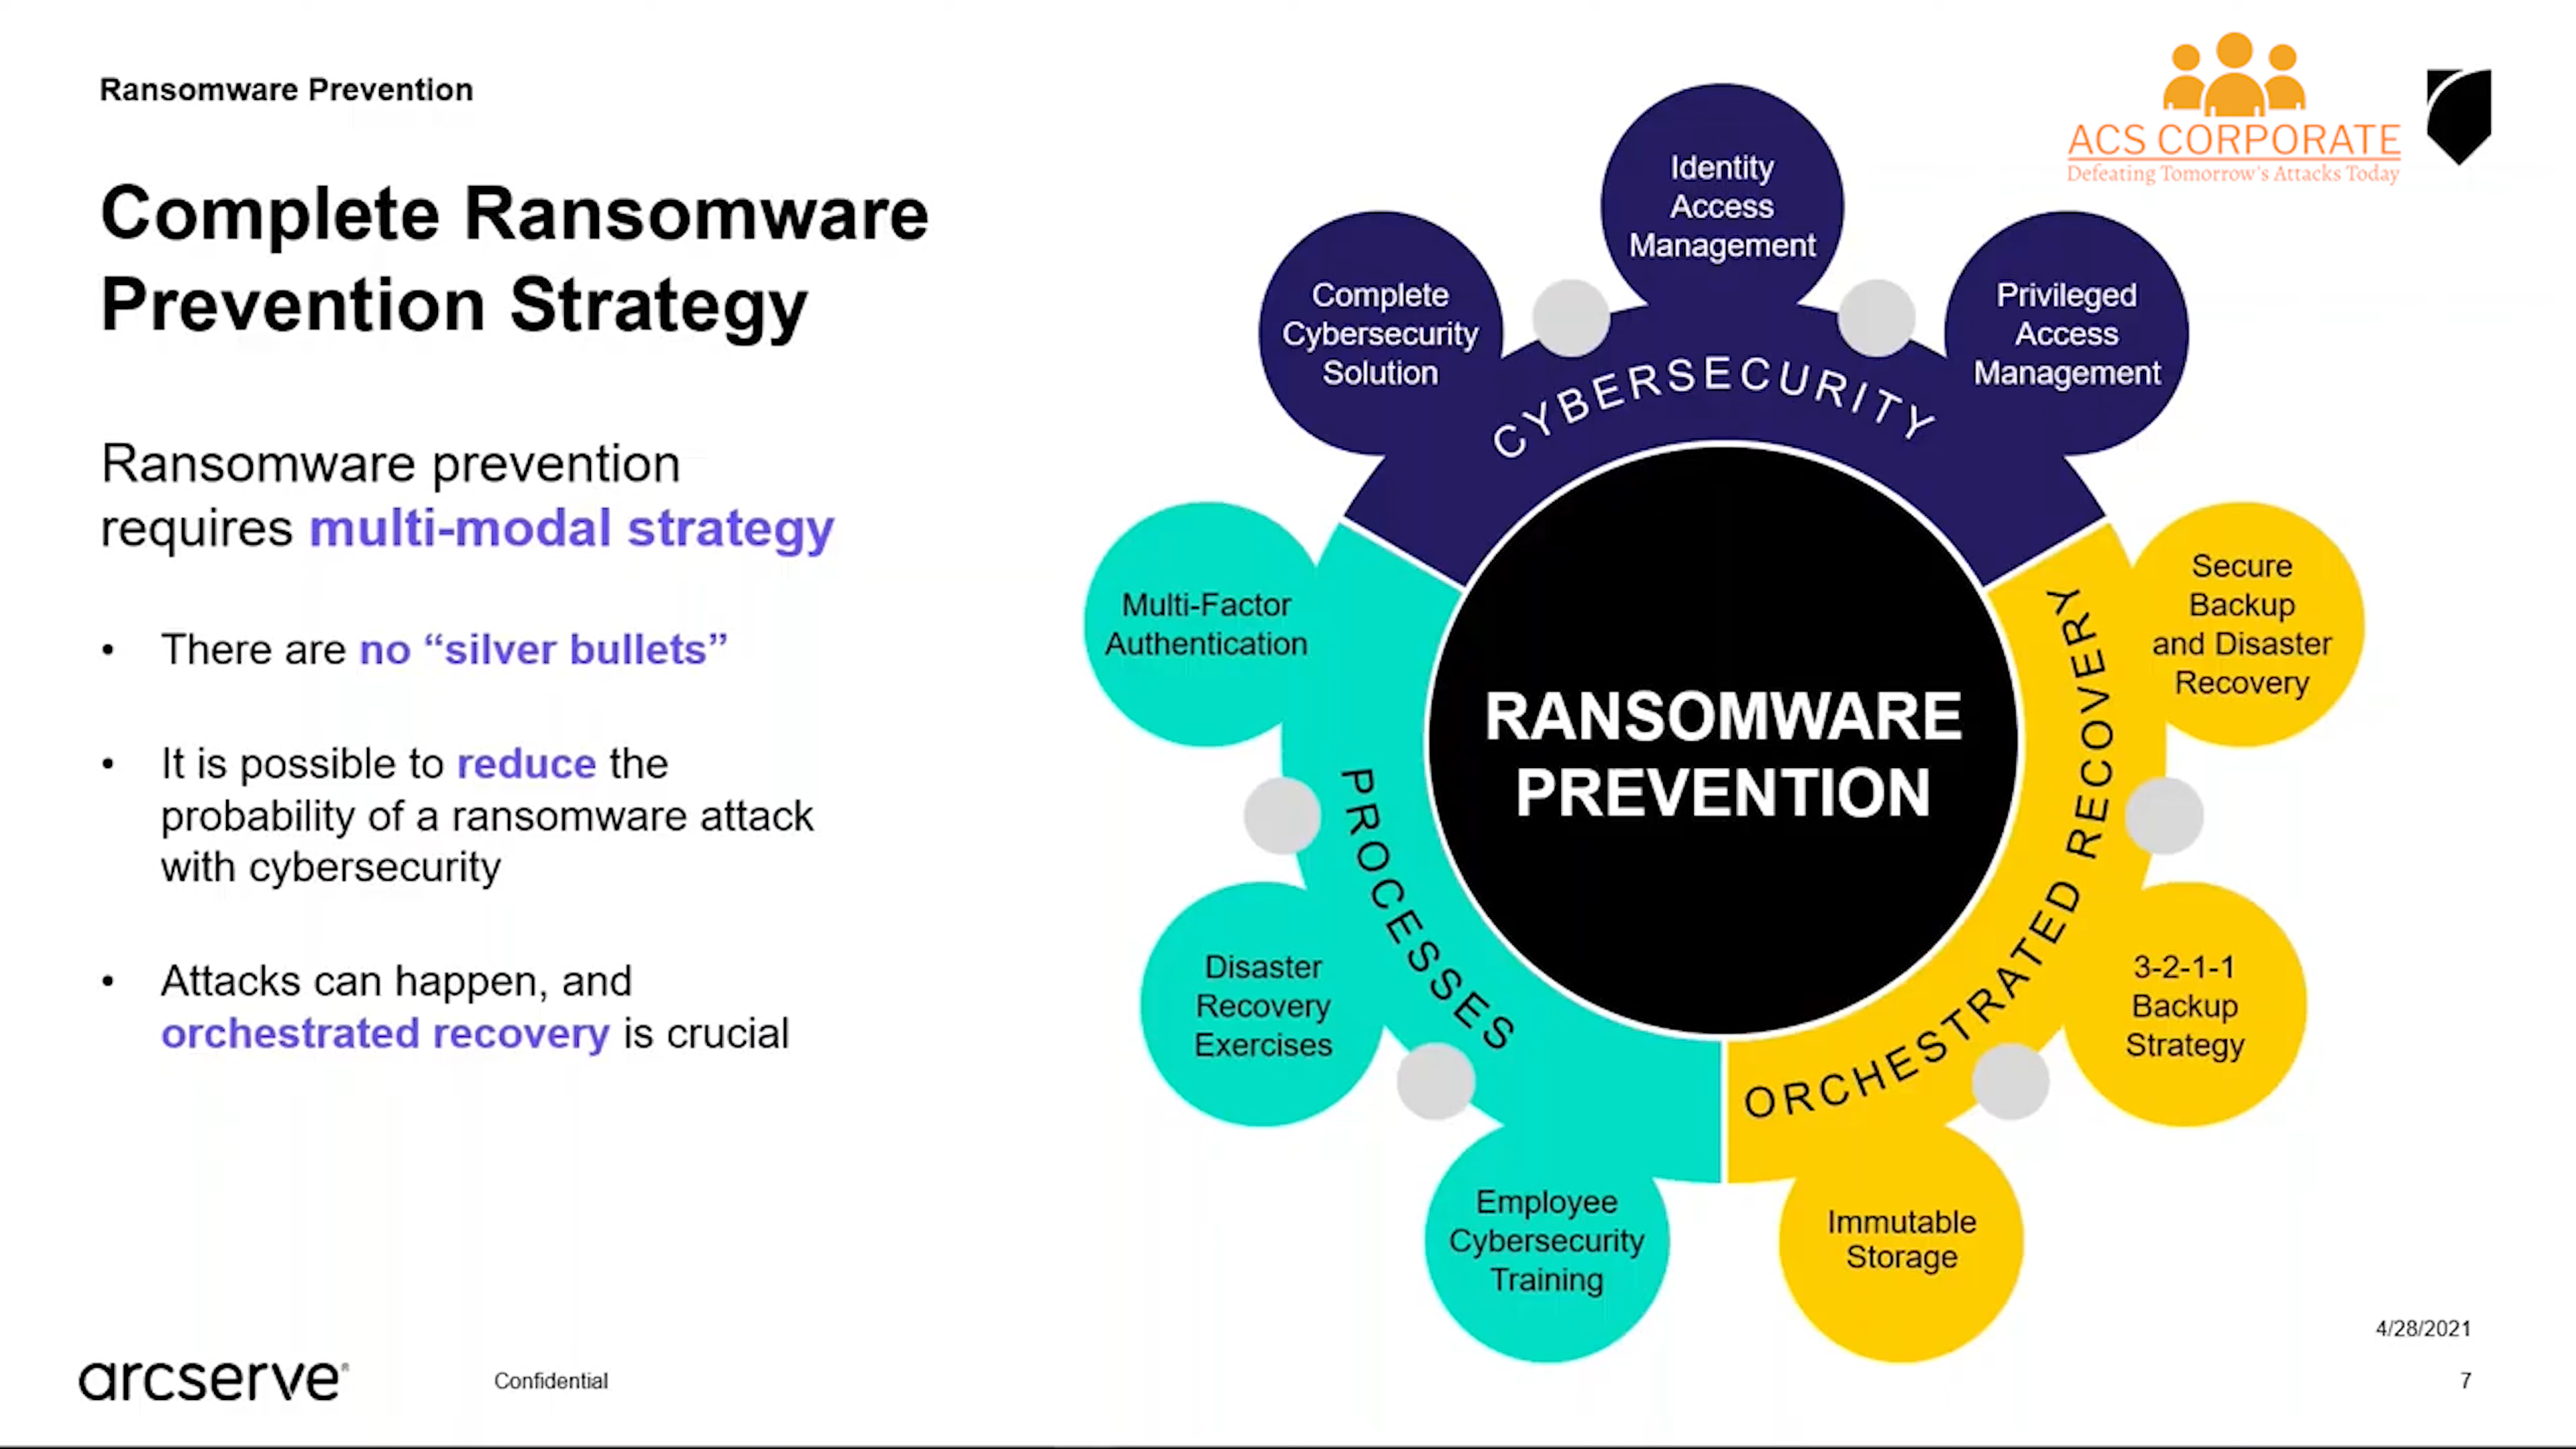 Ransomware Prevention
ACS CORPORATE
Defeating Tomorrow's Attacks Today
Complete Ransomware
Prevention Strategy
Ransomware prevention
requires multi-modal strategy
• There are no “silver bullets”
• It is possible to reduce the
probability of a ransomware attack
with cybersecurity
• Attacks can happen, and
orchestrated recovery is crucial
Identity
Access
Management
Complete
Cybersecurity
Solution
Privileged
Access
Management
CYBERSECURITY
Multi-Factor
Authentication
Secure
Backup
and Disaster
Recovery
RANSOMWARE
PREVENTION
PROCESSES
ORCHESTRATED RECOVERY
Disaster
Recovery
Exercises
3-2-1-1
Backup
Strategy
Employee
Cybersecurity
Training
Immutable
Storage
4/28/2021
arcserve®
Confidential
7